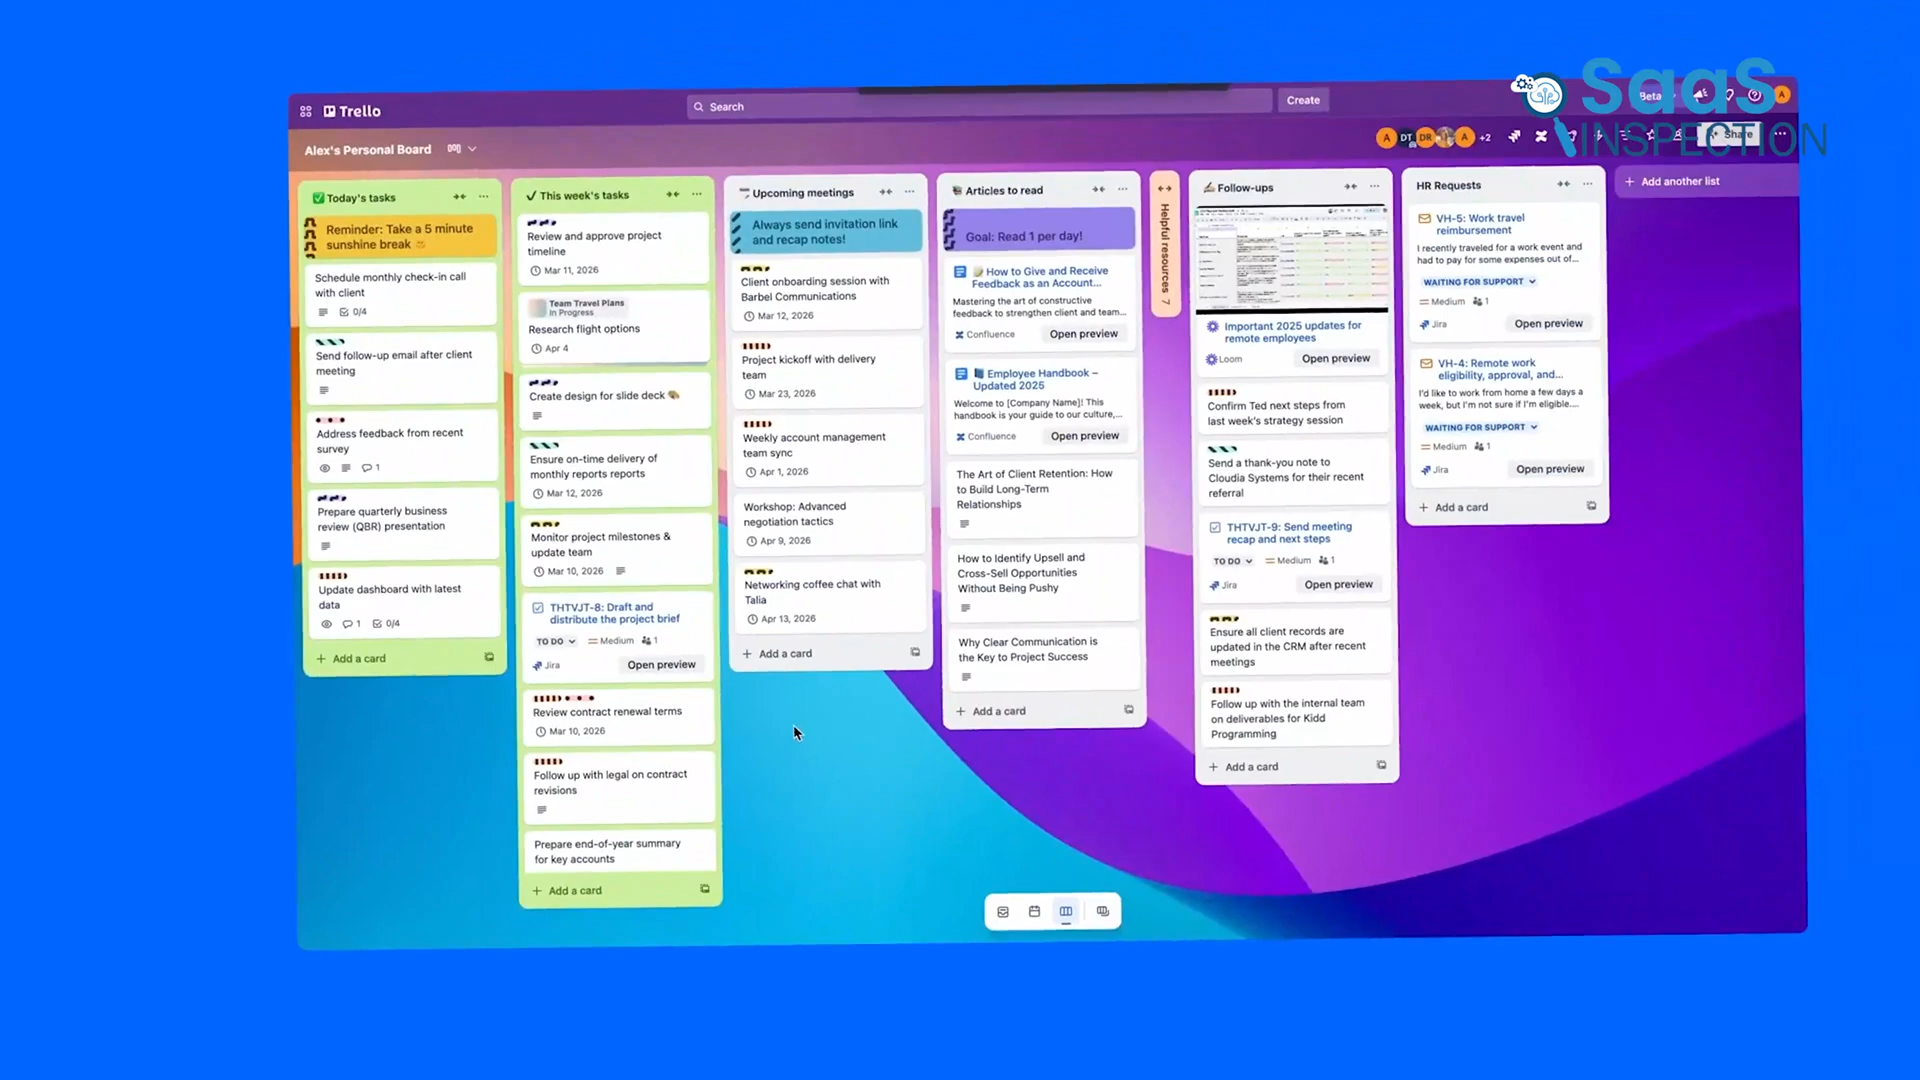 SaaS
INSPECTION
Trello
Search
Create
Beta
Alex's Personal Board
A
DT
DR
A
+2
Share
A
Today's tasks
Reminder: Take a 5 minute
sunshine break
Schedule monthly check-in call
with client
0/4
Send follow-up email after client
meeting
Address feedback from recent
survey
1
Prepare quarterly business
review (QBR) presentation
Update dashboard with latest
data
1
0/4
+ Add a card
This week's tasks
Review and approve project
timeline
Mar 11, 2026
Team Travel Plans
In Progress
Research flight options
Apr 4
Create design for slide deck
Ensure on-time delivery of
monthly reports reports
Mar 12, 2026
Monitor project milestones &
update team
Mar 10, 2026
THTVJT-8: Draft and
distribute the project brief
TO DO
Medium
1
Jira
Open preview
Review contract renewal terms
Mar 10, 2026
Follow up with legal on contract
revisions
Prepare end-of-year summary
for key accounts
+ Add a card
Upcoming meetings
Always send invitation link
and recap notes!
Client onboarding session with
Barbel Communications
Mar 12, 2026
Project kickoff with delivery
team
Mar 23, 2026
Weekly account management
team sync
Apr 1, 2026
Workshop: Advanced
negotiation tactics
Apr 9, 2026
Networking coffee chat with
Talia
Apr 13, 2026
+ Add a card
Articles to read
Goal: Read 1 per day!
How to Give and Receive
Feedback as an Account...
Mastering the art of constructive
feedback to strengthen client and team...
Confluence
Open preview
Employee Handbook –
Updated 2025
Welcome to [Company Name]! This
handbook is your guide to our culture,...
Confluence
Open preview
The Art of Client Retention: How
to Build Long-Term
Relationships
How to Identify Upsell and
Cross-Sell Opportunities
Without Being Pushy
Why Clear Communication is
the Key to Project Success
+ Add a card
Helpful resources 7
Follow-ups
Important 2025 updates for
remote employees
Loom
Open preview
Confirm Ted next steps from
last week's strategy session
Send a thank-you note to
Cloudia Systems for their recent
referral
THTVJT-9: Send meeting
recap and next steps
TO DO
Medium
1
Jira
Open preview
Ensure all client records are
updated in the CRM after recent
meetings
Follow up with the internal team
on deliverables for Kidd
Programming
+ Add a card
HR Requests
VH-5: Work travel
reimbursement
I recently traveled for a work event and
had to pay for some expenses out of...
WAITING FOR SUPPORT
Medium
1
Jira
Open preview
VH-4: Remote work
eligibility, approval, and...
I'd like to work from home a few days a
week, but I'm not sure if I'm eligible....
WAITING FOR SUPPORT
Medium
1
Jira
Open preview
+ Add a card
+ Add another list